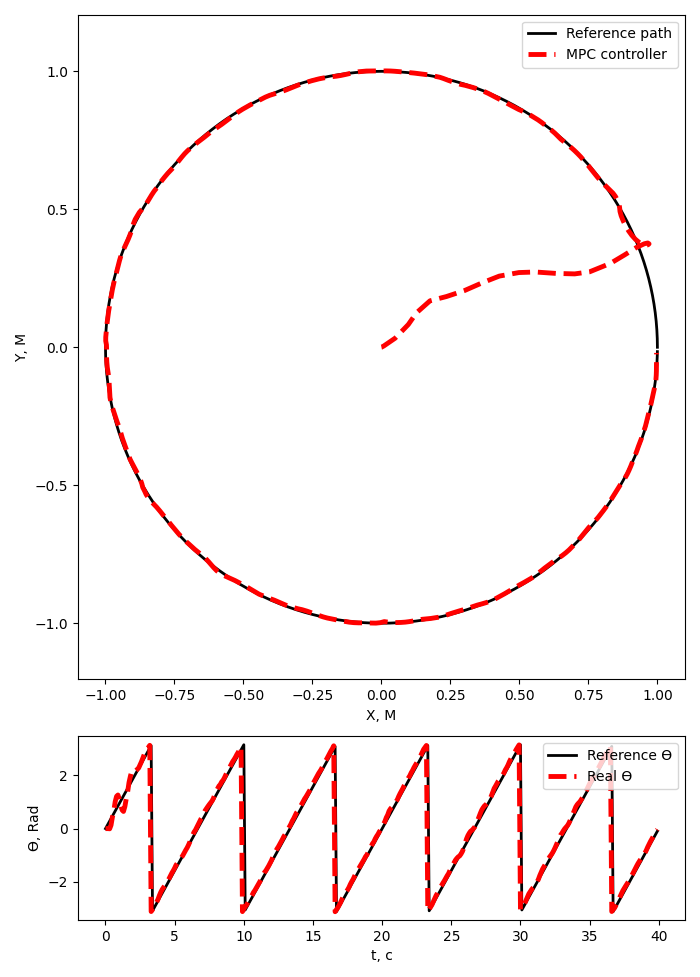 Reference path
MPC controller
1.0
0.5
0.0
−0.5
−1.0
Y, M
−1.00 −0.75 −0.50 −0.25 0.00 0.25 0.50 0.75 1.00
X, M
Reference Θ
Real Θ
2
0
−2
Θ, Rad
0 5 10 15 20 25 30 35 40
t, c